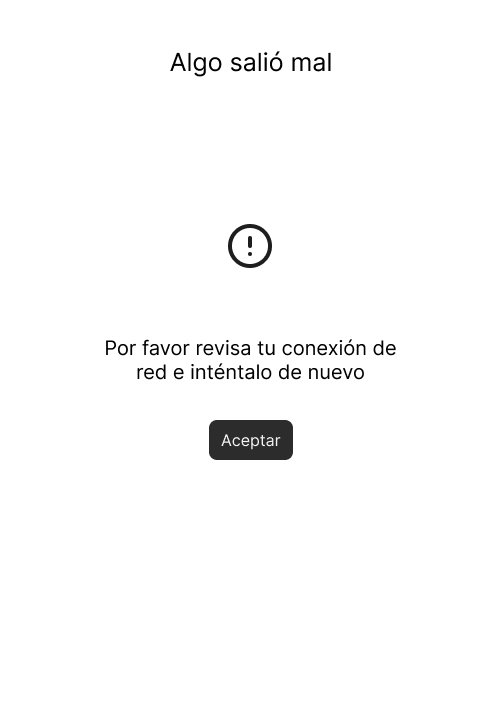 Algo salió mal
Por favor revisa tu conexión de
red e inténtalo de nuevo
Aceptar